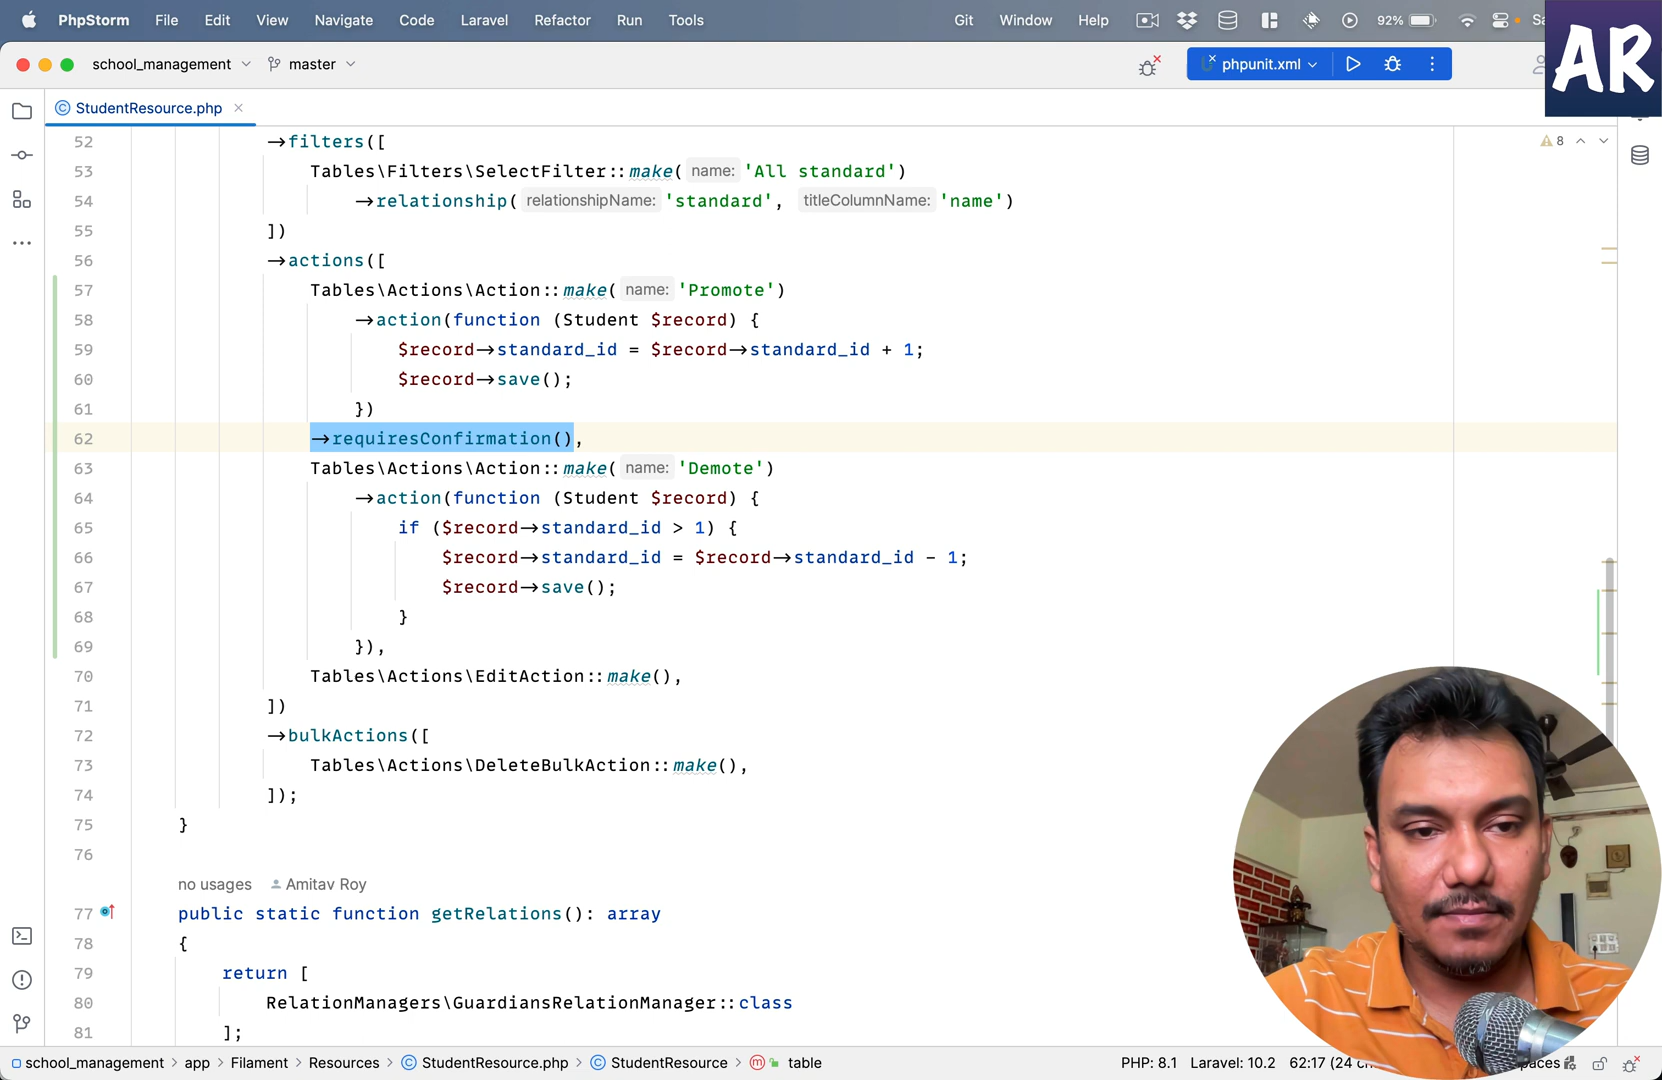 PhpStorm File Edit View Navigate Code Laravel Refactor Run Tools Git Window Help 92%
AR
school_management master phpunit.xml
StudentResource.php
8
52 →filters([
53 Tables\Filters\SelectFilter::make( name: 'All standard')
54 →relationship( relationshipName: 'standard', titleColumnName: 'name')
55 ])
56 →actions([
57 Tables\Actions\Action::make( name: 'Promote')
58 →action(function (Student $record) {
59 $record→standard_id = $record→standard_id + 1;
60 $record→save();
61 })
62 →requiresConfirmation(),
63 Tables\Actions\Action::make( name: 'Demote')
64 →action(function (Student $record) {
65 if ($record→standard_id > 1) {
66 $record→standard_id = $record→standard_id - 1;
67 $record→save();
68 }
69 }),
70 Tables\Actions\EditAction::make(),
71 ])
72 →bulkActions([
73 Tables\Actions\DeleteBulkAction::make(),
74 ]);
75 }
76
no usages Amitav Roy
77 public static function getRelations(): array
78 {
79 return [
80 RelationManagers\GuardiansRelationManager::class
81 ];
school_management > app > Filament > Resources > StudentResource.php > StudentResource > table PHP: 8.1 Laravel: 10.2 62:17 (24